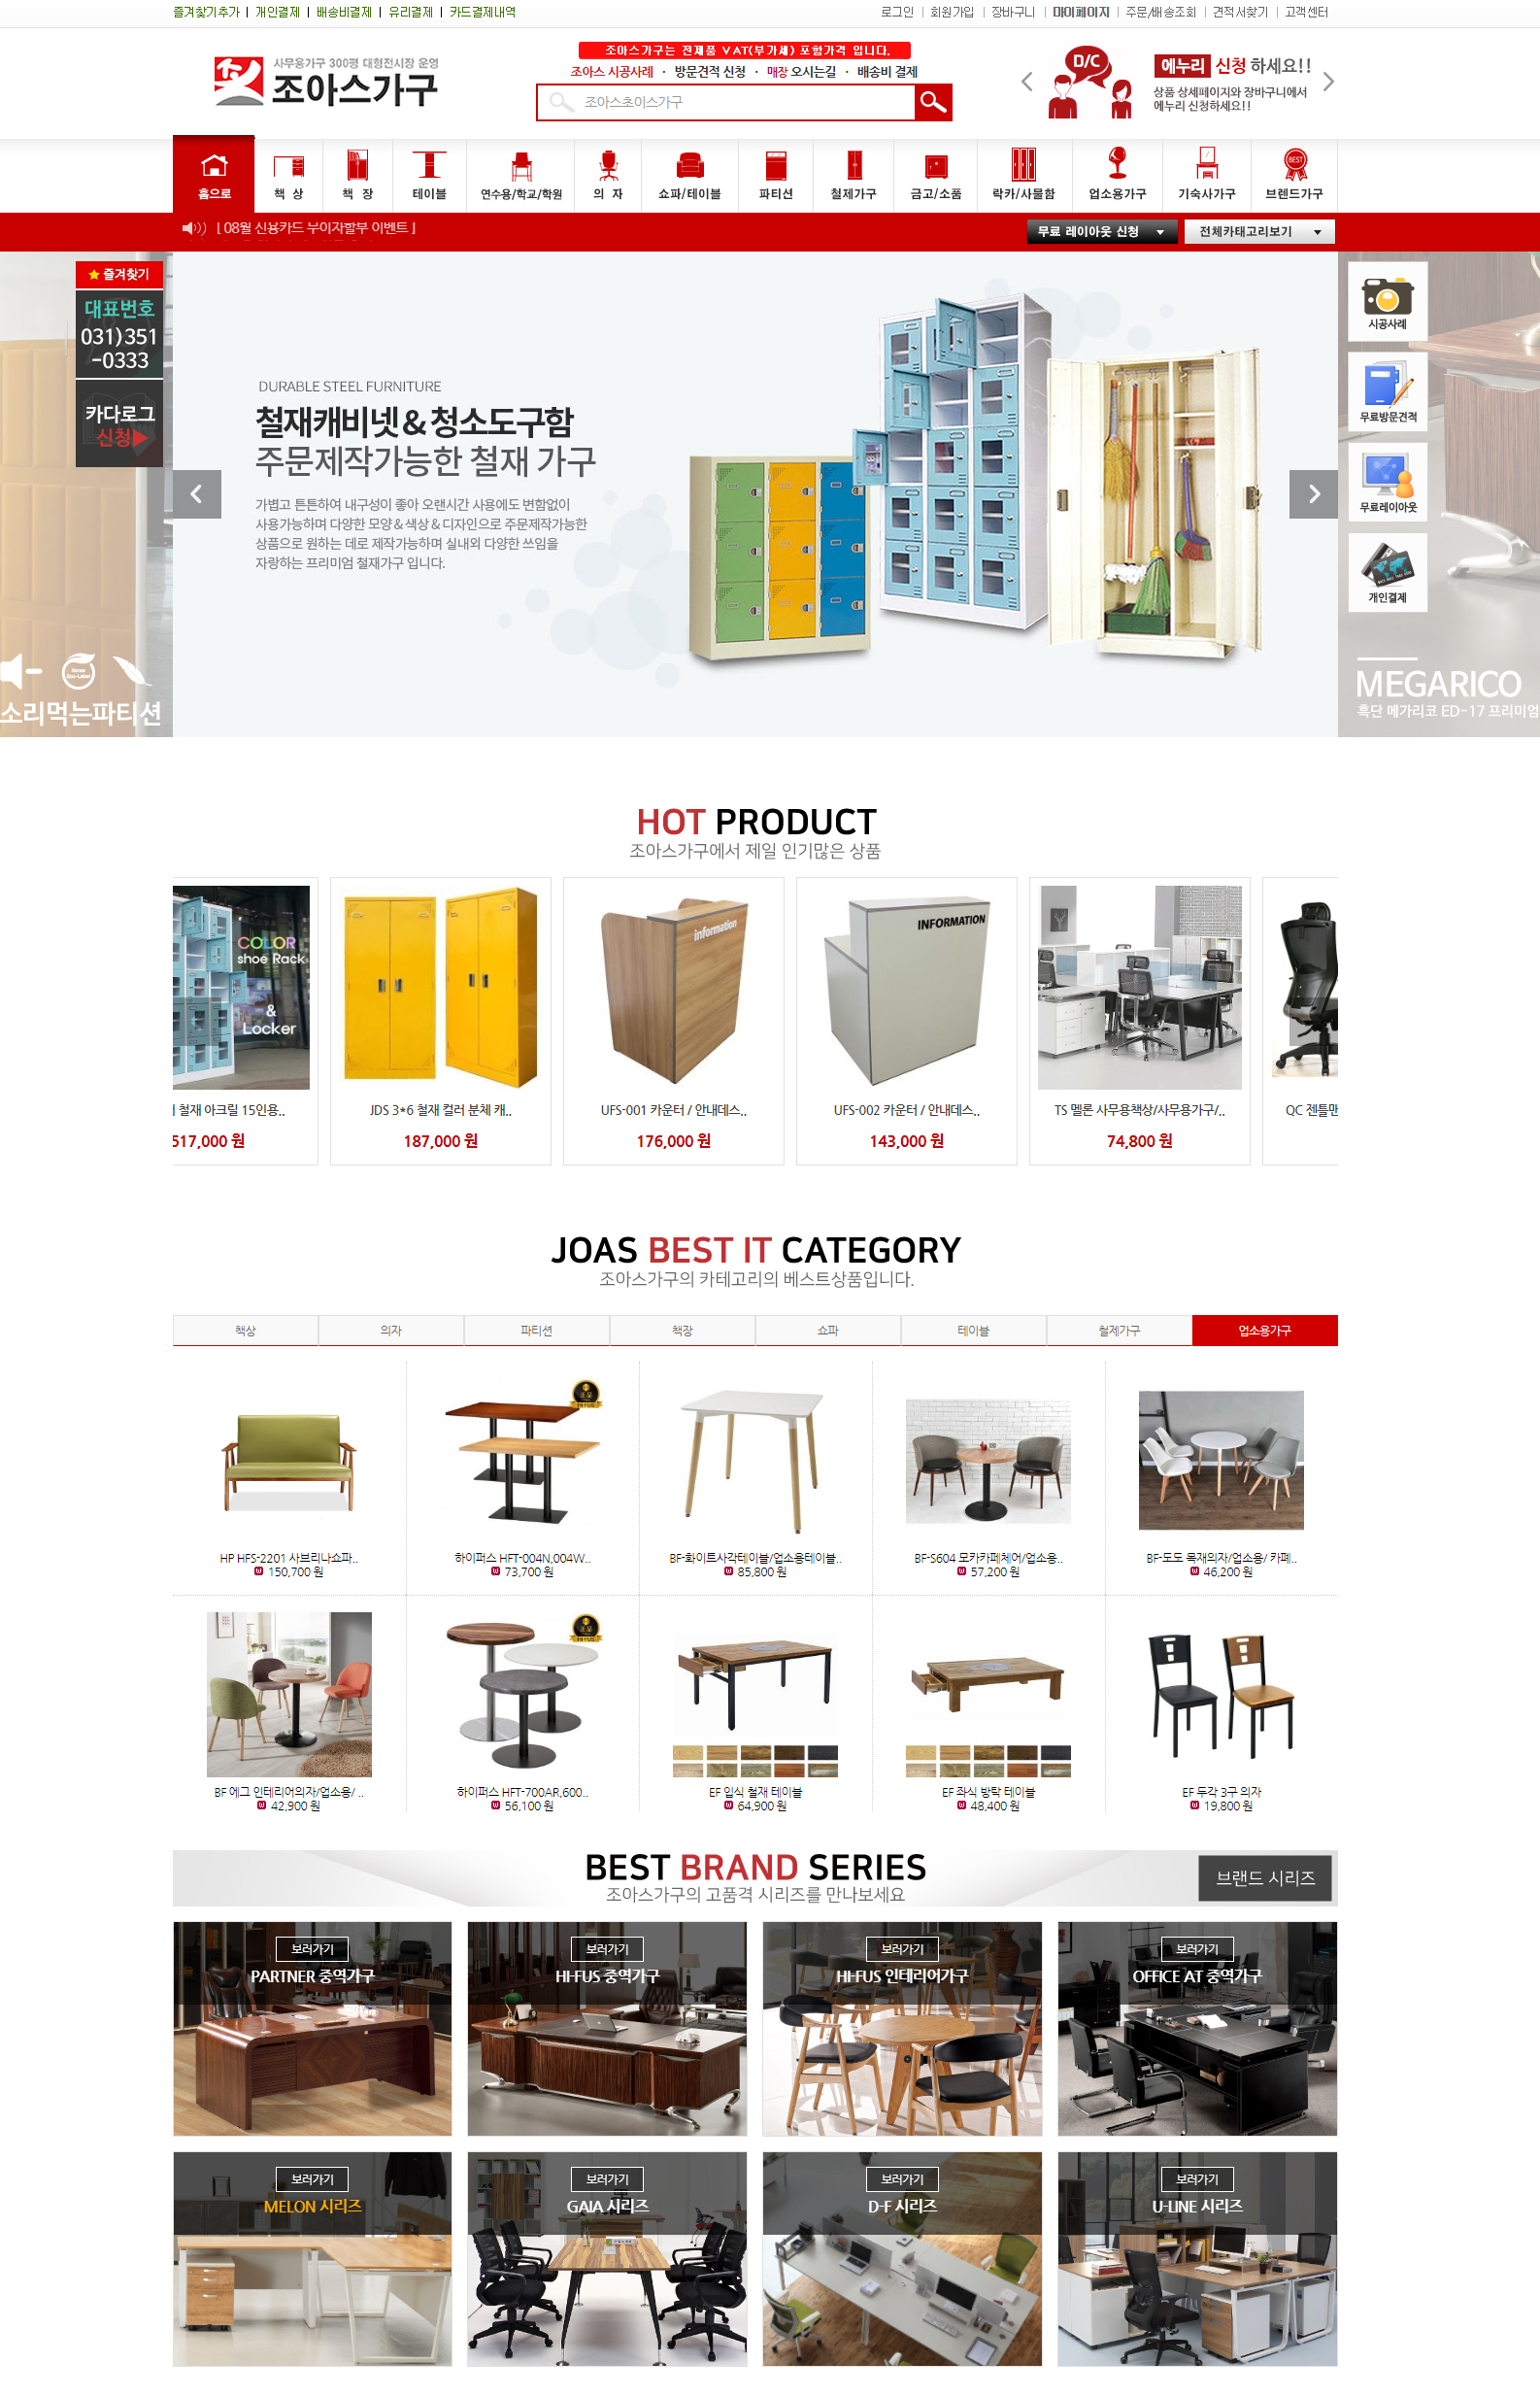 즐겨찾기추가 | 개인결제 | 배송비결제 | 유리결제 | 카드결제내역
로그인 | 회원가입 | 장바구니 | 마이페이지 | 주문/배송조회 | 견적서찾기 | 고객센터
사무용가구 300평 대형전시장 운영
조아스가구
조아스가구는 전제품 VAT(부가세) 포함가격 입니다.
조아스 시공사례 · 방문견적 신청 · 매장 오시는길 · 배송비 결제
조아스초이스가구
D/C
에누리 신청 하세요!!
상품 상세페이지와 장바구니에서
에누리 신청하세요!!
홈으로
책 상
책 장
테이블
연수용/학교/학원
의 자
쇼파/테이블
파티션
철제가구
금고/소품
락카/사물함
업소용가구
기숙사가구
BEST
브렌드가구
[ 08월 신용카드 무이자할부 이벤트 ]
무료 레이아웃 신청
전체카태고리보기
즐겨찾기
대표번호
031)351
-0333
카다로그
신청▶
소리먹는파티션
DURABLE STEEL FURNITURE
철재캐비넷 & 청소도구함
주문제작가능한 철재 가구
가볍고 튼튼하여 내구성이 좋아 오랜시간 사용에도 변함없이
사용가능하며 다양한 모양 & 색상 & 디자인으로 주문제작가능한
상품으로 원하는 데로 제작가능하며 실내외 다양한 쓰임을
자랑하는 프리미엄 철재가구 입니다.
시공사례
무료방문견적
무료레이아웃
개인결제
MEGARICO
흑단 메가리코 ED-17 프리미엄
HOT PRODUCT
조아스가구에서 제일 인기많은 상품
COLOR
shoe Rack
&
Locker
information
INFORMATION
철재 아크릴 15인용..
517,000 원
JDS 3*6 철재 컬러 분체 캐..
187,000 원
UFS-001 카운터 / 안내데스..
176,000 원
UFS-002 카운터 / 안내데스..
143,000 원
TS 멜론 사무용책상/사무용가구/..
74,800 원
QC 젠틀맨
JOAS BEST IT CATEGORY
조아스가구의 카테고리의 베스트상품입니다.
책상
의자
파티션
책장
쇼파
테이블
철제가구
업소용가구
HP HFS-2201 사브리나쇼파..
150,700 원
하이퍼스 HFT-004N,004W..
73,700 원
BF-화이트사각테이블/업소용테이블..
85,800 원
BF-S604 모카카페체어/업소용..
57,200 원
BF-도도 목재의자/업소용/ 카페..
46,200 원
BF 에그 인테리어의자/업소용/ ..
42,900 원
하이퍼스 HFT-700AR,600..
56,100 원
EF 입식 철재 테이블
64,900 원
EF 좌식 방탁 테이블
48,400 원
EF 두각 3구 의자
19,800 원
BEST BRAND SERIES
조아스가구의 고품격 시리즈를 만나보세요
브랜드 시리즈
보러가기
PARTNER 중역가구
보러가기
HI-FUS 중역가구
보러가기
HI-FUS 인테리어가구
보러가기
OFFICE AT 중역가구
보러가기
MELON 시리즈
보러가기
GAIA 시리즈
보러가기
D-F 시리즈
보러가기
U-LINE 시리즈